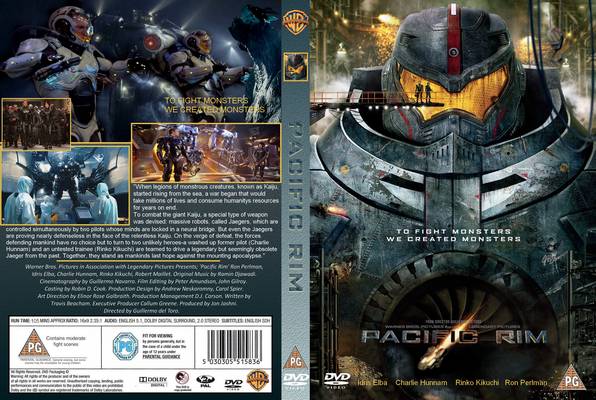 TO FIGHT MONSTERS
WE CREATED MONSTERS
"When legions of monstrous creatures, known as Kaiju,
started rising from the sea, a war began that would
take millions of lives and consume humanitys resources
for years on end.
To combat the giant Kaiju, a special type of weapon
was devised: massive robots, called Jaegers, which are
controlled simultaneously by two pilots whose minds are locked in a neural bridge. But even the Jaegers
are proving nearly defenseless in the face of the relentless Kaiju. On the verge of defeat, the forces
defending mankind have no choice but to turn to two unlikely heroes-a washed up former pilot (Charlie
Hunnam) and an untested trainee (Rinko Kikuchi) are teamed to drive a legendary but seemingly obsolete
Jaeger from the past. Together, they stand as mankinds last hope against the mounting apocalypse."
Warner Bros. Pictures in Association with Legendary Pictures Presents; 'Pacific Rim' Ron Perlman,
Idris Elba, Charlie Hunnam, Rinko Kikuchi, Robert Maillet. Original Music by Ramin Djawadi.
Cinematography by Guillermo Navarro. Film Editing by Peter Amundson, John Gilroy.
Casting by Robin D. Cook. Production Design by Andrew Neskoromny, Carol Spier.
Art Direction by Elinor Rose Galbraith. Production Management D.J. Carson. Written by
Travis Beacham. Executive Producer Callum Greene. Produced by Jon Jashni.
Directed by Guillermo del Toro.
SUBTITLES: ENGLISH SDH
PG
Contains moderate
fight scenes
FIT FOR VIEWING
5 030305 515836
DOLBY
DIGITAL
PAL
DVD
WB
PACIFIC RIM
PG
DVD
VIDEO
TO FIGHT MONSTERS
WE CREATED MONSTERS
PACIFIC RIM
DVD
Idris Elba Charlie Hunnam Rinko Kikuchi Ron Perlman
PG